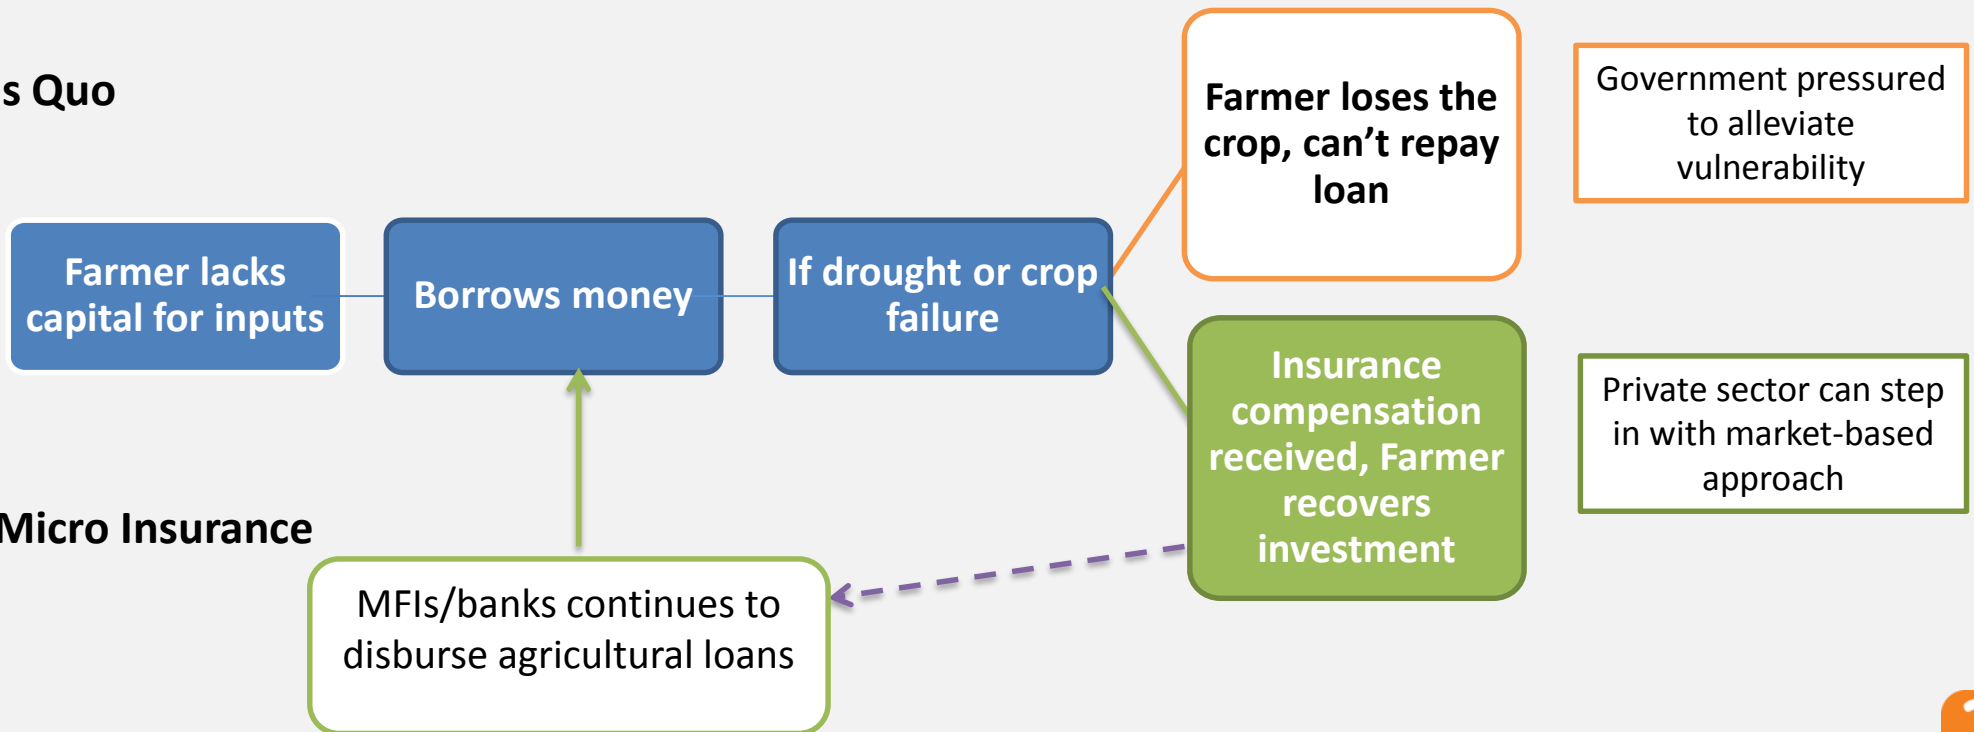 s Quo
Farmer lacks
capital for inputs
Borrows money
If drought or crop
failure
Farmer loses the
crop, can’t repay
loan
Government pressured
to alleviate
vulnerability
Insurance
compensation
received, Farmer
recovers
investment
Private sector can step
in with market-based
approach
Micro Insurance
MFIs/banks continues to
disburse agricultural loans